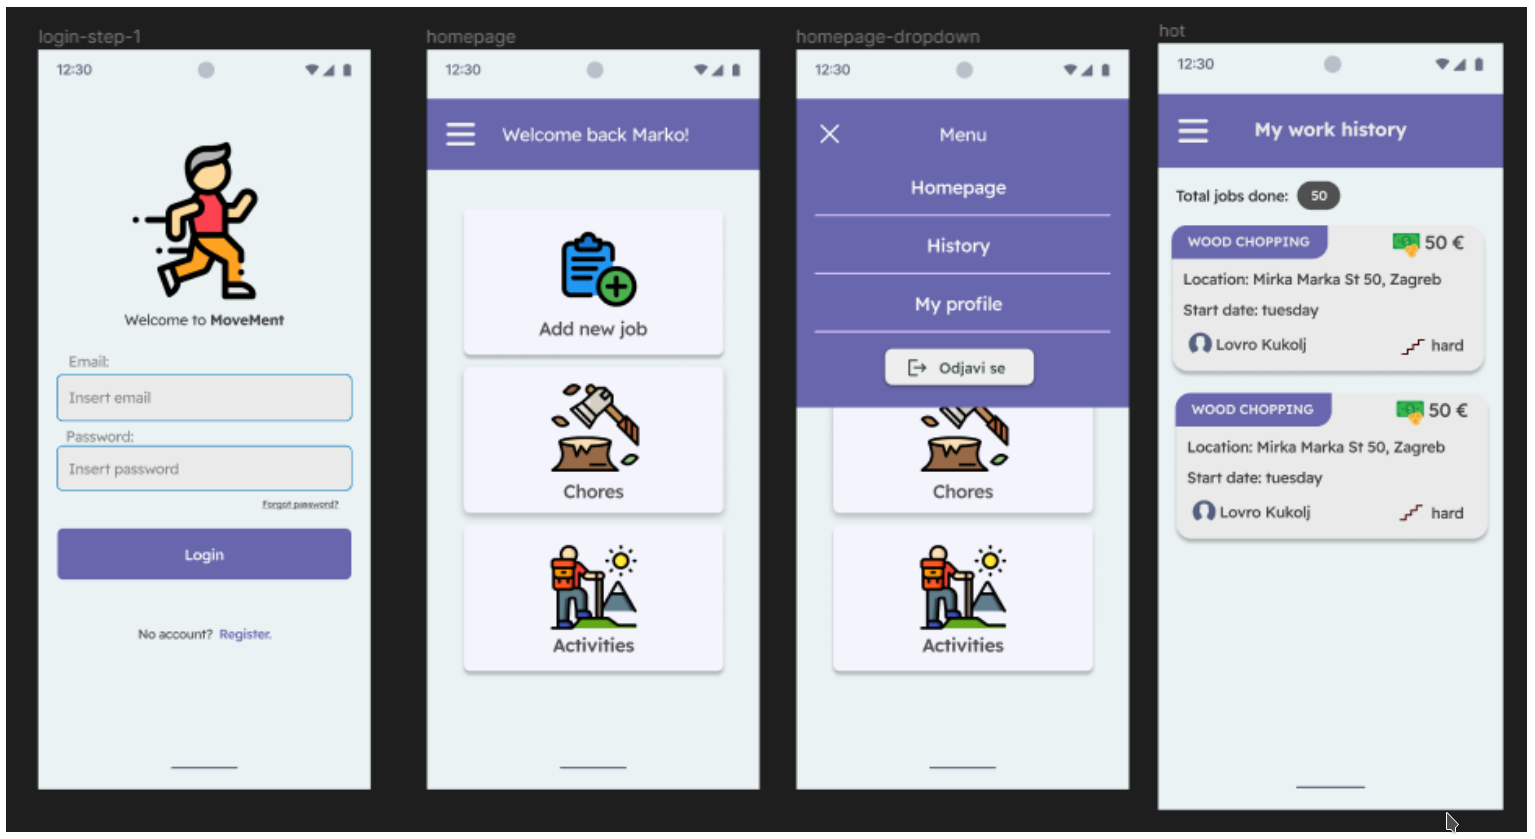 login-step-1
12:30
Welcome to MoveMent
Email:
Insert email
Password:
Insert password
Forgot password?
Login
No account? Register.
homepage
12:30
Welcome back Marko!
Add new job
Chores
Activities
homepage-dropdown
12:30
Menu
Homepage
History
My profile
Odjavi se
Chores
Activities
hot
12:30
My work history
Total jobs done: 50
WOOD CHOPPING 50 €
Location: Mirka Marka St 50, Zagreb
Start date: tuesday
Lovro Kukolj hard
WOOD CHOPPING 50 €
Location: Mirka Marka St 50, Zagreb
Start date: tuesday
Lovro Kukolj hard